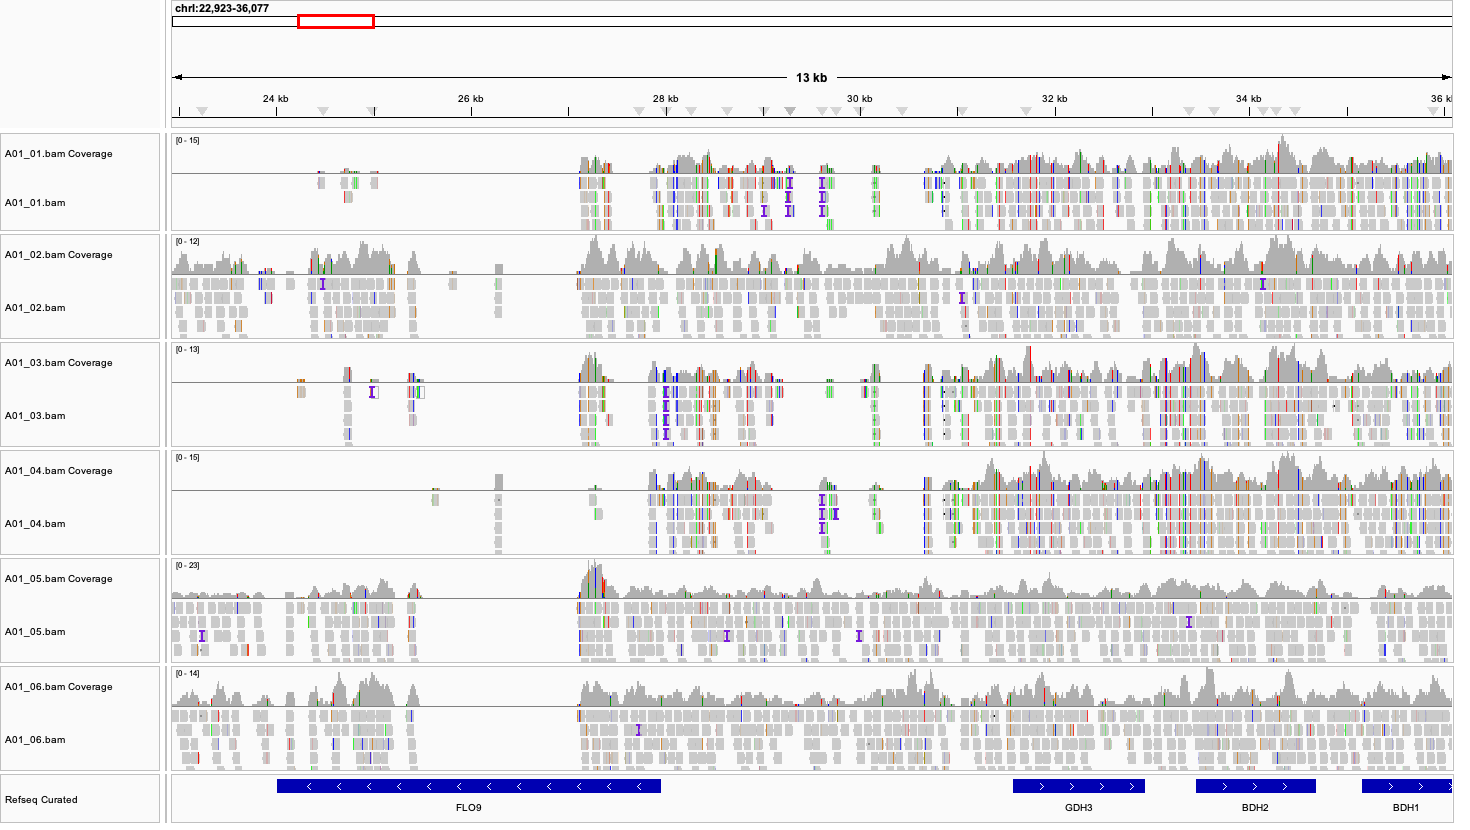 chrI:22,923-36,077
13 kb
24 kb 26 kb 28 kb 30 kb 32 kb 34 kb 36 k
A01_01.bam Coverage [0 - 15]
A01_01.bam
A01_02.bam Coverage [0 - 12]
A01_02.bam
A01_03.bam Coverage [0 - 13]
A01_03.bam
A01_04.bam Coverage [0 - 15]
A01_04.bam
A01_05.bam Coverage [0 - 23]
A01_05.bam
A01_06.bam Coverage [0 - 14]
A01_06.bam
Refseq Curated
FLO9 GDH3 BDH2 BDH1